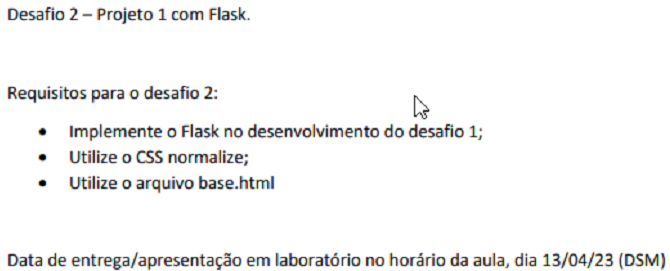 Desafio 2 – Projeto 1 com Flask.
Requisitos para o desafio 2:
• Implemente o Flask no desenvolvimento do desafio 1;
• Utilize o CSS normalize;
• Utilize o arquivo base.html
Data de entrega/apresentação em laboratório no horário da aula, dia 13/04/23 (DSM)